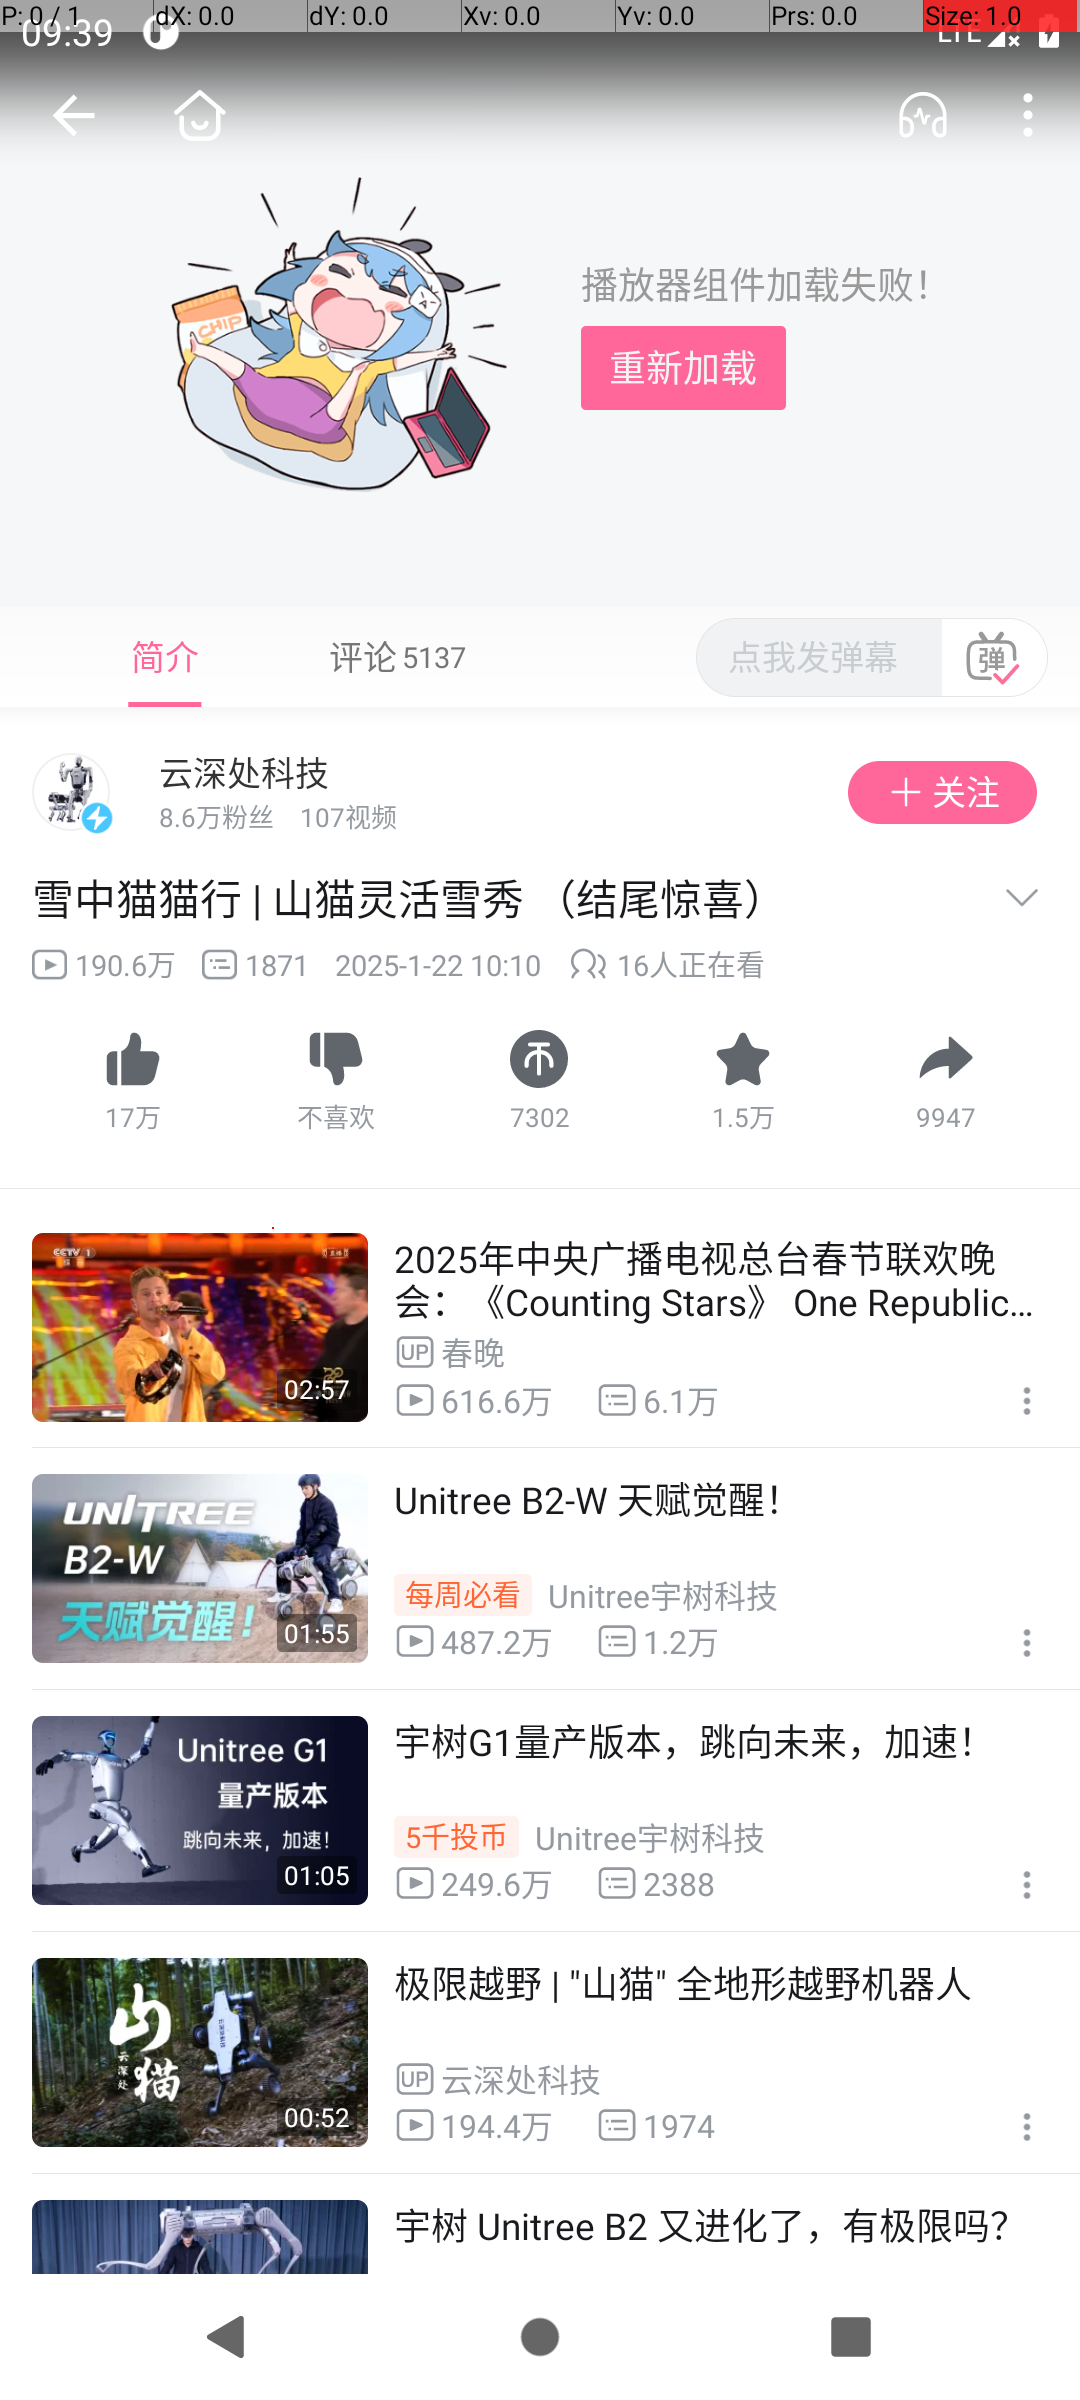 P: 0 / 1 dX: 0.0 dY: 0.0 Xv: 0.0 Yv: 0.0 Prs: 0.0 Size: 1.0
09:39 LTE
CHIP
播放器组件加载失败！
重新加载
简介 评论 5137 点我发弹幕 弹
云深处科技
8.6万粉丝 107视频
＋ 关注
雪中猫猫行 | 山猫灵活雪秀 （结尾惊喜）
190.6万 1871 2025-1-22 10:10 16人正在看
17万 不喜欢 7302 1.5万 9947
CCTV 1
02:57
2025年中央广播电视总台春节联欢晚
会：《Counting Stars》 One Republic...
UP 春晚
616.6万 6.1万
UNITREE
B2-W
天赋觉醒！
01:55
Unitree B2-W 天赋觉醒！
每周必看 Unitree宇树科技
487.2万 1.2万
Unitree G1
量产版本
跳向未来，加速！
01:05
宇树G1量产版本，跳向未来，加速！
5千投币 Unitree宇树科技
249.6万 2388
山猫
云深处
00:52
极限越野 | "山猫" 全地形越野机器人
UP 云深处科技
194.4万 1974
宇树 Unitree B2 又进化了，有极限吗？